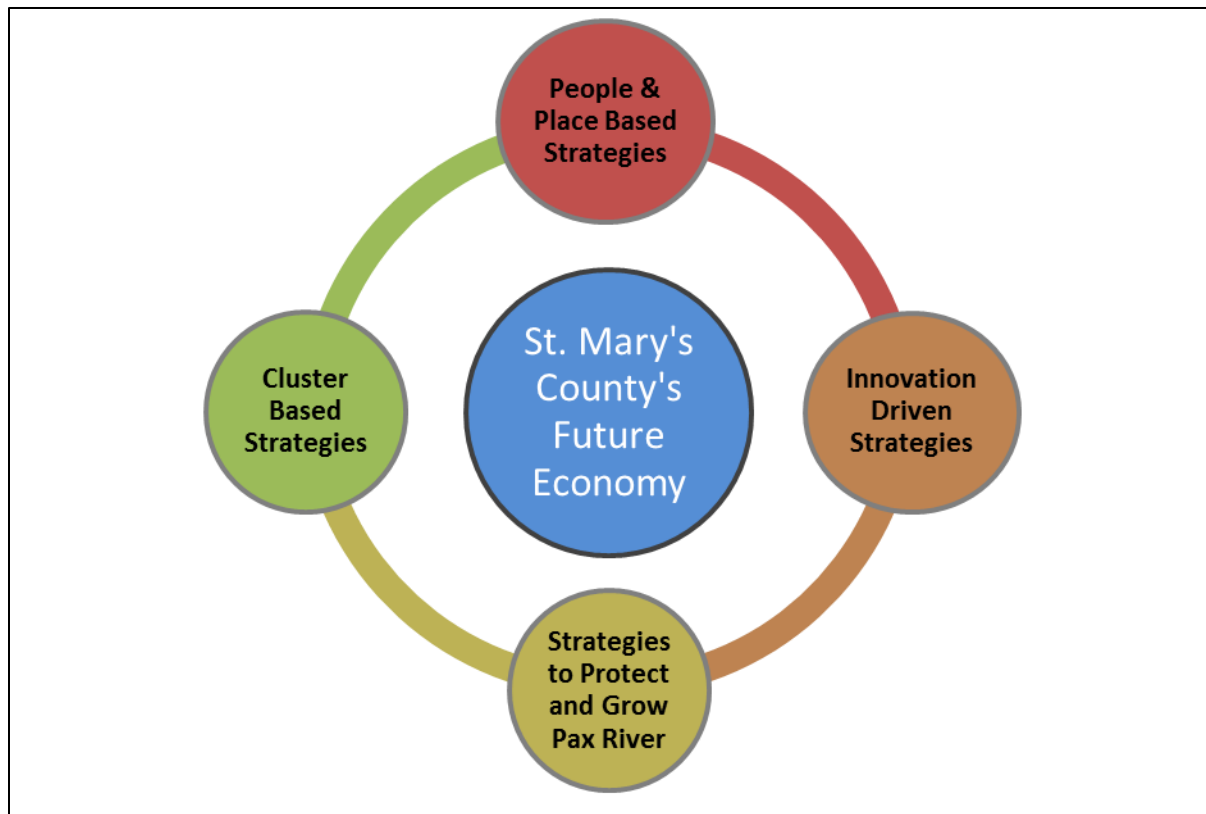 People &
Place Based
Strategies
Cluster
Based
Strategies
St. Mary's
County's
Future
Economy
Innovation
Driven
Strategies
Strategies
to Protect
and Grow
Pax River